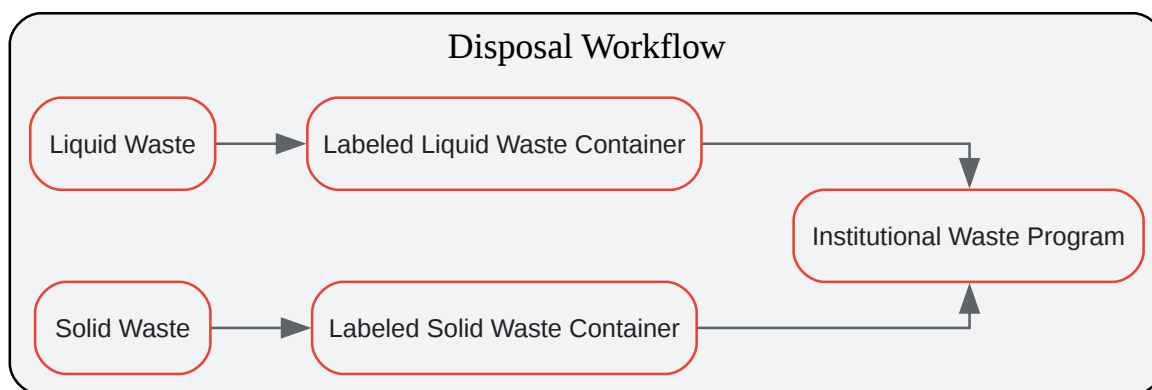 Disposal Workflow
Liquid Waste
Labeled Liquid Waste Container
Institutional Waste Program
Solid Waste
Labeled Solid Waste Container